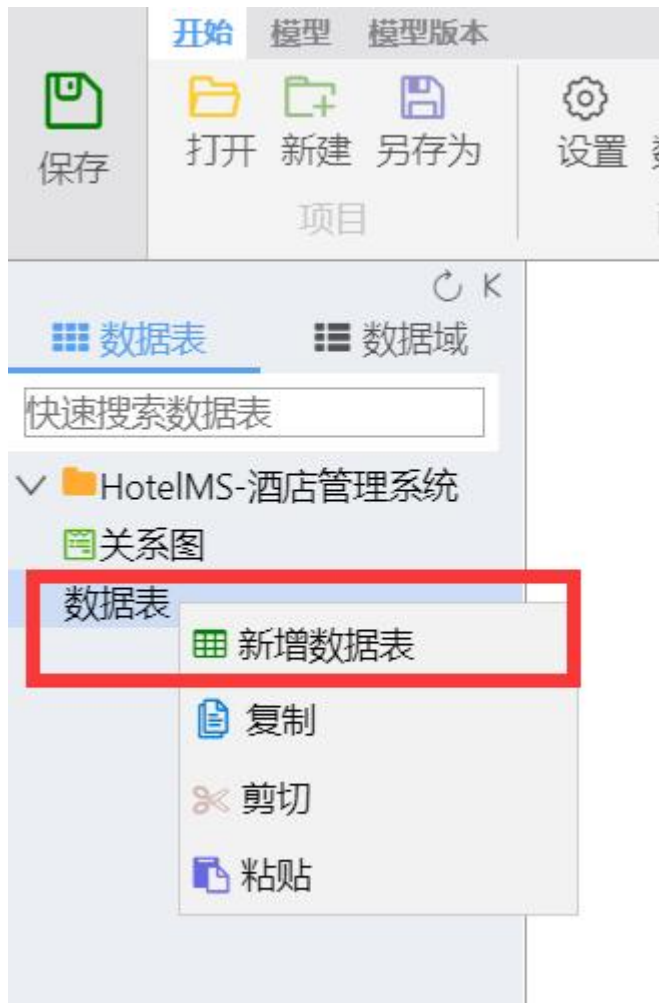 开始 模型 模型版本
保存
打开 新建 另存为
设置
项目
数据表 数据域
快速搜索数据表
HotelMS-酒店管理系统
关系图
数据表
新增数据表
复制
剪切
粘贴